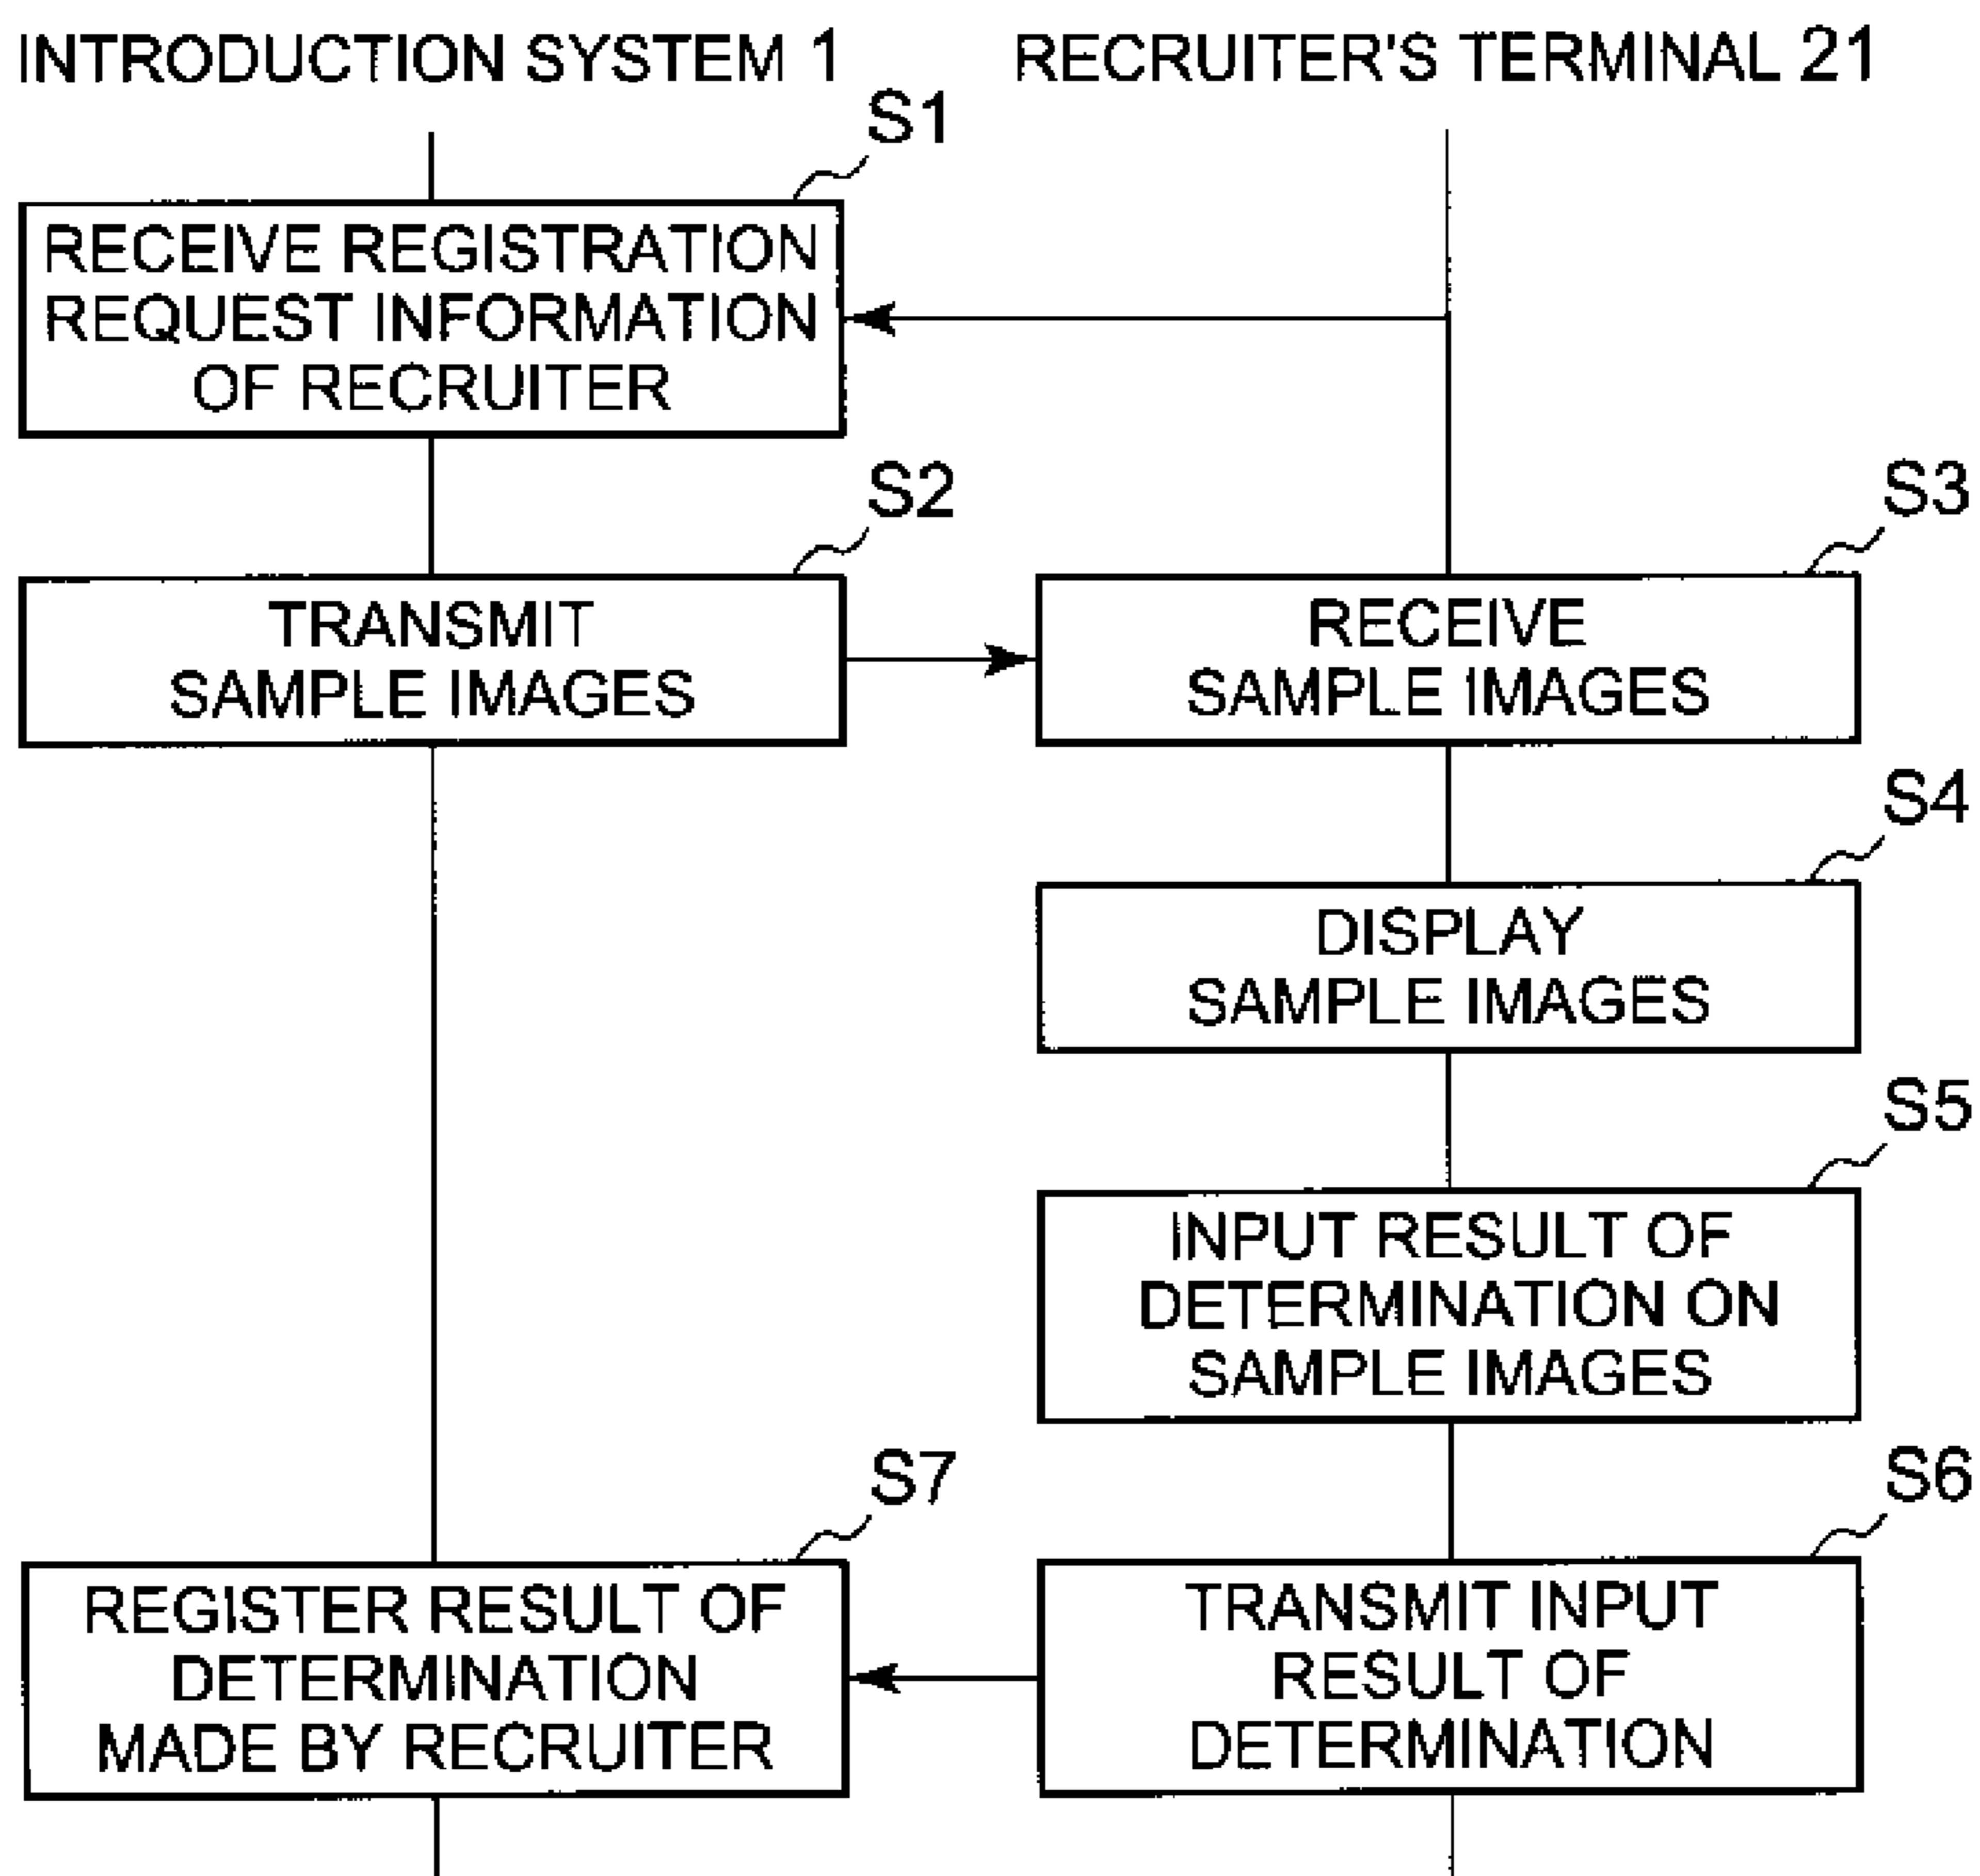 INTRODUCTION SYSTEM 1
RECRUITER'S TERMINAL 21
S1
RECEIVE REGISTRATION
REQUEST INFORMATION
OF RECRUITER
S2
TRANSMIT
SAMPLE IMAGES
S3
RECEIVE
SAMPLE IMAGES
S4
DISPLAY
SAMPLE IMAGES
S5
INPUT RESULT OF
DETERMINATION ON
SAMPLE IMAGES
S6
TRANSMIT INPUT
RESULT OF
DETERMINATION
S7
REGISTER RESULT OF
DETERMINATION
MADE BY RECRUITER